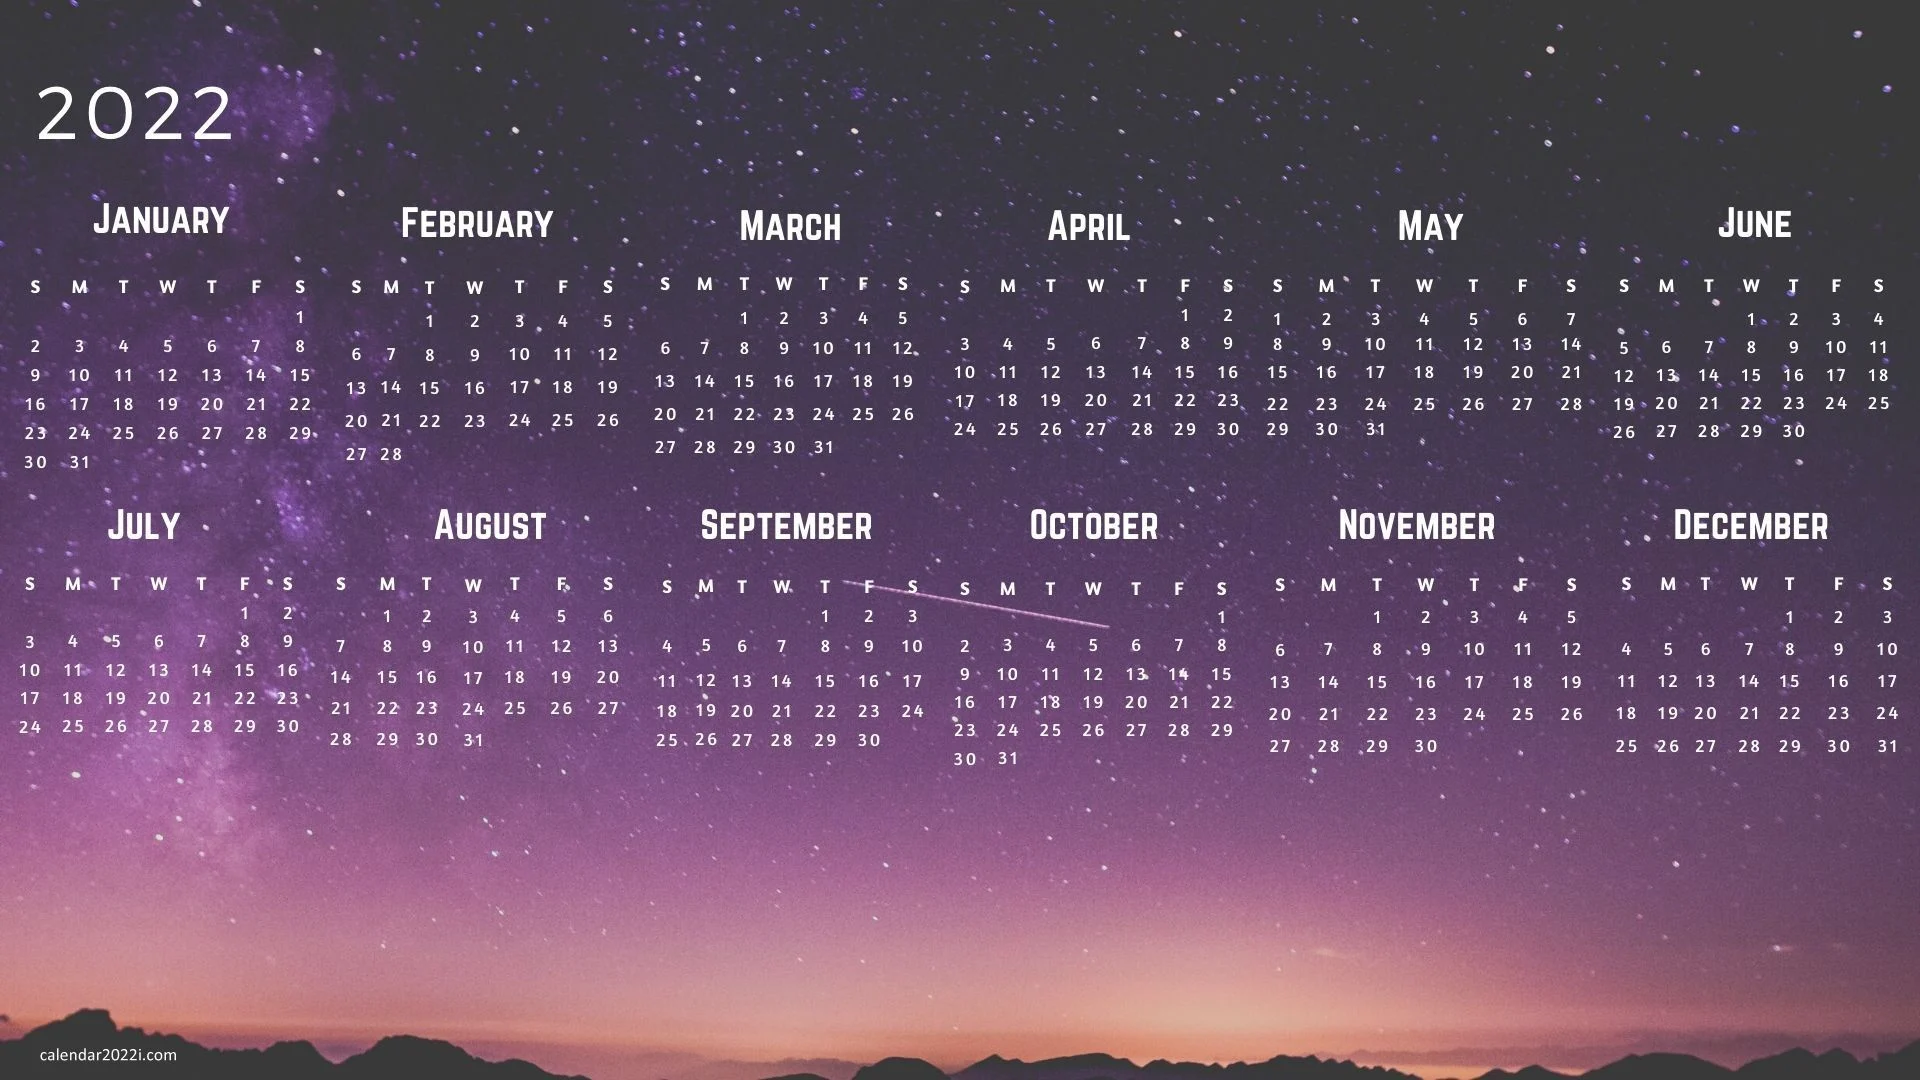 2022
January
S M T W T F S
1
2 3 4 5 6 7 8
9 10 11 12 13 14 15
16 17 18 19 20 21 22
23 24 25 26 27 28 29
30 31
February
S M T W T F S
1 2 3 4 5
6 7 8 9 10 11 12
13 14 15 16 17 18 19
20 21 22 23 24 25 26
27 28
March
S M T W T F S
1 2 3 4 5
6 7 8 9 10 11 12
13 14 15 16 17 18 19
20 21 22 23 24 25 26
27 28 29 30 31
April
S M T W T F S
1 2
3 4 5 6 7 8 9
10 11 12 13 14 15 16
17 18 19 20 21 22 23
24 25 26 27 28 29 30
May
S M T W T F S
1 2 3 4 5 6 7
8 9 10 11 12 13 14
15 16 17 18 19 20 21
22 23 24 25 26 27 28
29 30 31
June
S M T W T F S
1 2 3 4
5 6 7 8 9 10 11
12 13 14 15 16 17 18
19 20 21 22 23 24 25
26 27 28 29 30
July
S M T W T F S
1 2
3 4 5 6 7 8 9
10 11 12 13 14 15 16
17 18 19 20 21 22 23
24 25 26 27 28 29 30
August
S M T W T F S
1 2 3 4 5 6
7 8 9 10 11 12 13
14 15 16 17 18 19 20
21 22 23 24 25 26 27
28 29 30 31
September
S M T W T F S
1 2 3
4 5 6 7 8 9 10
11 12 13 14 15 16 17
18 19 20 21 22 23 24
25 26 27 28 29 30
October
S M T W T F S
1
2 3 4 5 6 7 8
9 10 11 12 13 14 15
16 17 18 19 20 21 22
23 24 25 26 27 28 29
30 31
November
S M T W T F S
1 2 3 4 5
6 7 8 9 10 11 12
13 14 15 16 17 18 19
20 21 22 23 24 25 26
27 28 29 30
December
S M T W T F S
1 2 3
4 5 6 7 8 9 10
11 12 13 14 15 16 17
18 19 20 21 22 23 24
25 26 27 28 29 30 31
calendar2022i.com